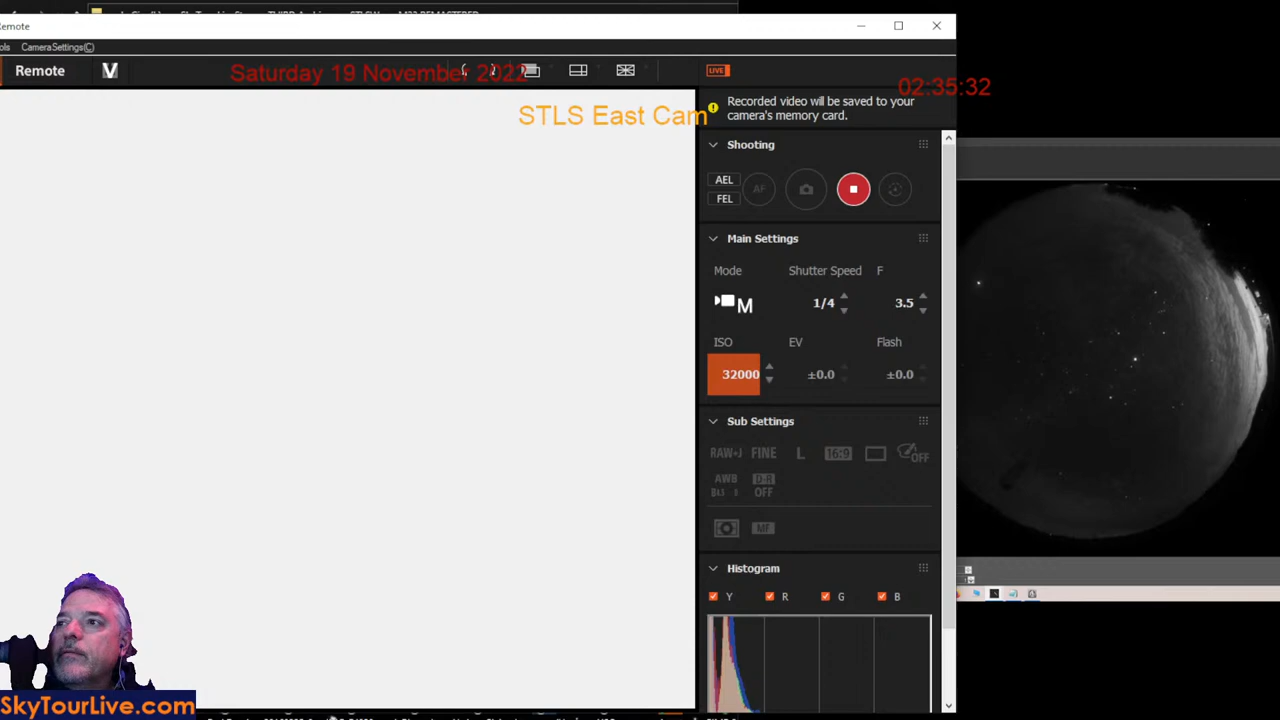 Remote
CameraSettings(C)
Remote
Saturday 19 November 2022
LIVE
02:35:32
STLS East Cam
Recorded video will be saved to your
camera's memory card.
Shooting
AEL
AF
FEL
Main Settings
Mode Shutter Speed F
M 1/4 3.5
ISO EV Flash
32000 ±0.0 ±0.0
Sub Settings
RAW+J FINE L 16:9 OFF
AWB D-R
OFF
MF
Histogram
Y R G B
SkyTourLive.com